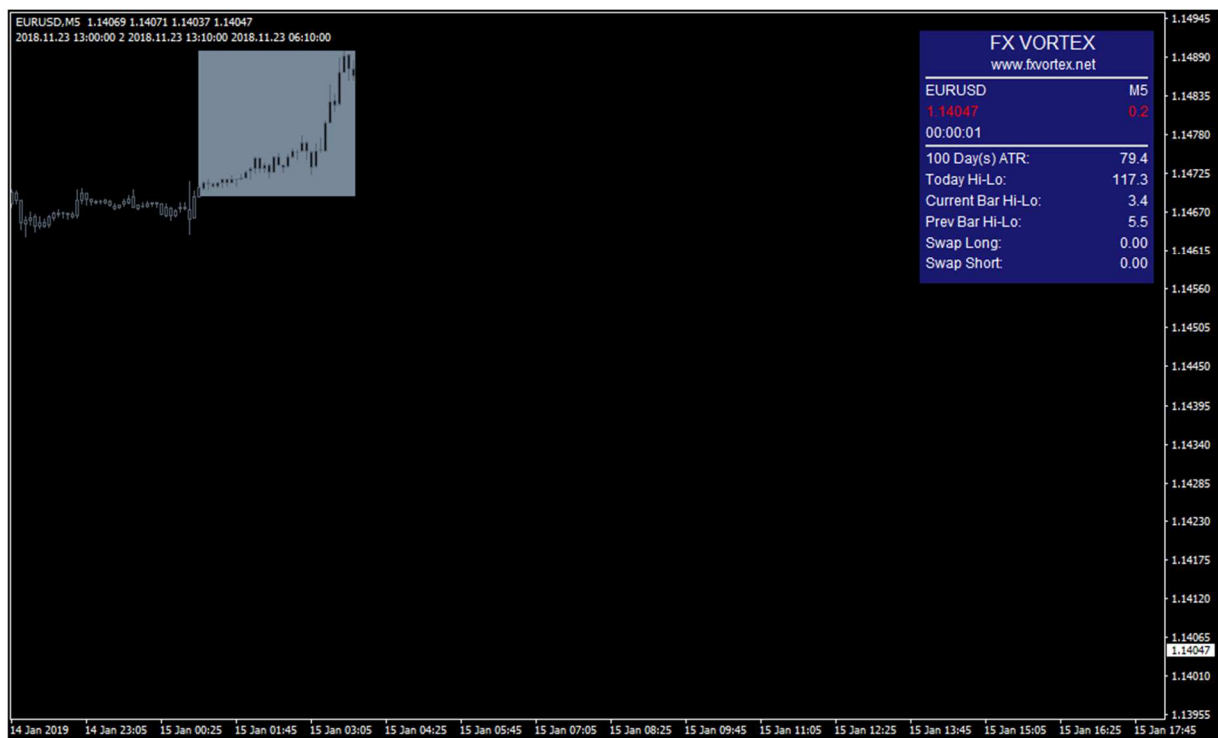 EURUSD,M5 1.14069 1.14071 1.14037 1.14047
2018.11.23 13:00:00 2 2018.11.23 13:10:00 2018.11.23 06:10:00
FX VORTEX
www.fxvortex.net
EURUSD M5
1.14047 0.2
00:00:01
100 Day(s) ATR: 79.4
Today Hi-Lo: 117.3
Current Bar Hi-Lo: 3.4
Prev Bar Hi-Lo: 5.5
Swap Long: 0.00
Swap Short: 0.00
1.14945
1.14890
1.14835
1.14780
1.14725
1.14670
1.14615
1.14560
1.14505
1.14450
1.14395
1.14340
1.14285
1.14230
1.14175
1.14120
1.14065
1.14047
1.14010
1.13955
14 Jan 2019 14 Jan 23:05 15 Jan 00:25 15 Jan 01:45 15 Jan 03:05 15 Jan 04:25 15 Jan 05:45 15 Jan 07:05 15 Jan 08:25 15 Jan 09:45 15 Jan 11:05 15 Jan 12:25 15 Jan 13:45 15 Jan 15:05 15 Jan 16:25 15 Jan 17:45